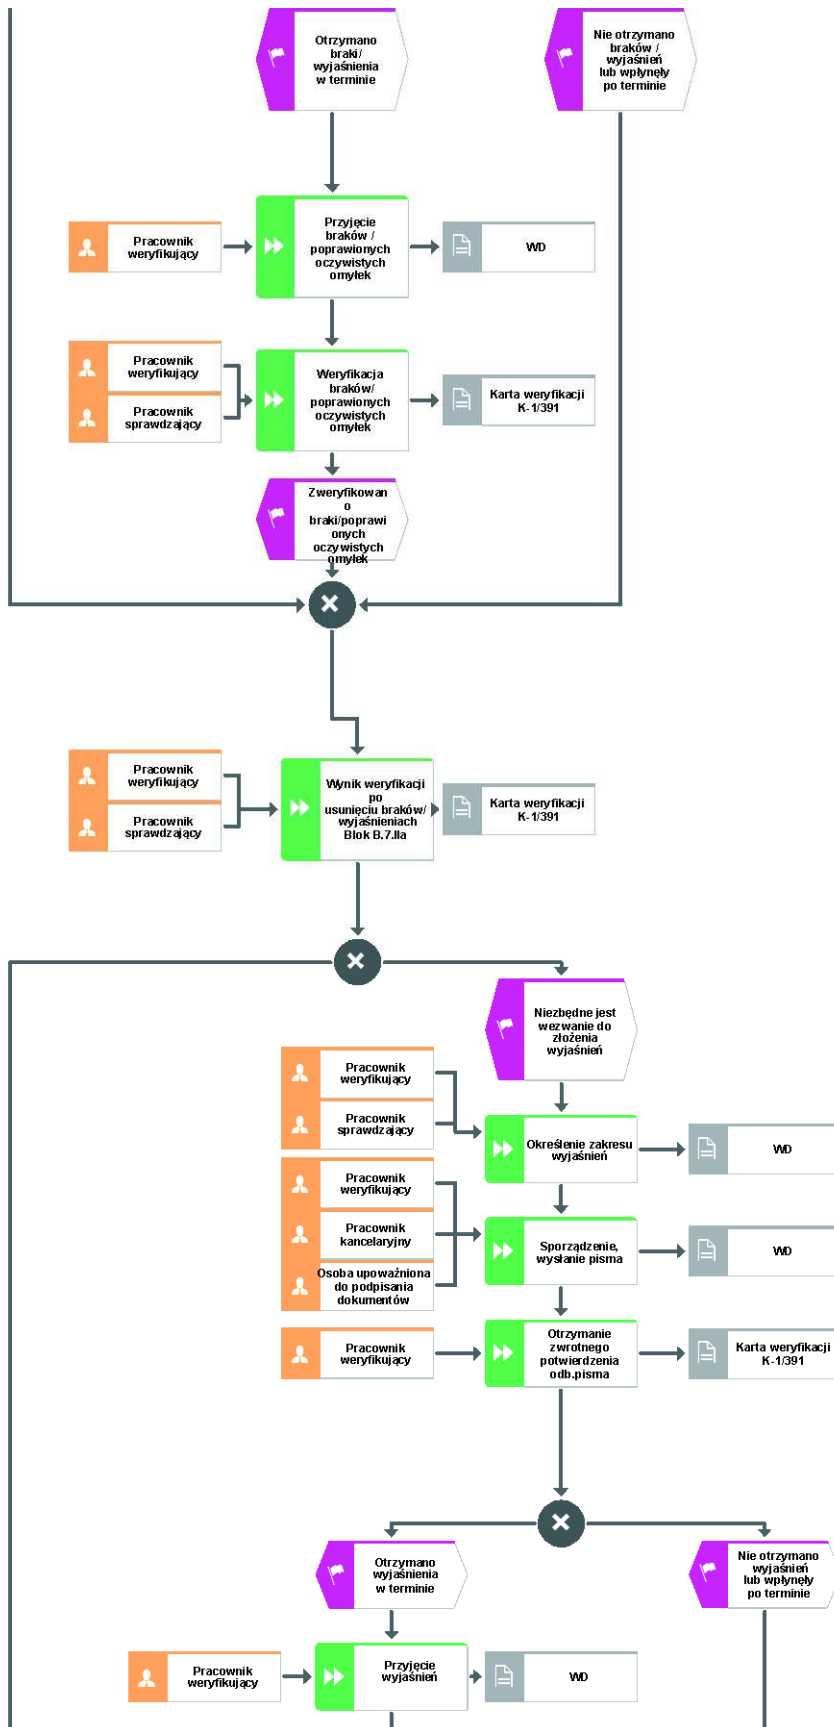 Otrzymano
braki/
wyjaśnienia
w terminie
Nie otrzymano
braków /
wyjaśnień
lub wpłynęły
po terminie
Pracownik
weryfikujący
Przyjęcie
braków /
poprawionych
oczywistych
omyłek
WD
Pracownik
weryfikujący
Pracownik
sprawdzający
Weryfikacja
braków/
poprawionych
oczywistych
omyłek
Karta weryfikacji
K-1/391
Zweryfikowan
o
braki/poprawi
onych
oczywistych
omyłek
Pracownik
weryfikujący
Pracownik
sprawdzający
Wynik weryfikacji
po
usunięciu braków/
wyjaśnieniach
Blok B.7.IIa
Karta weryfikacji
K-1/391
Niezbędne jest
wezwanie do
złożenia
wyjaśnień
Pracownik
weryfikujący
Pracownik
sprawdzający
Określenie zakresu
wyjaśnień
WD
Pracownik
weryfikujący
Pracownik
kancelaryjny
Osoba upoważniona
do podpisania
dokumentów
Sporządzenie,
wysłanie pisma
WD
Pracownik
weryfikujący
Otrzymanie
zwrotnego
potwierdzenia
odb.pisma
Karta weryfikacji
K-1/391
Otrzymano
wyjaśnienia
w terminie
Nie otrzymano
wyjaśnień
lub wpłynęły
po terminie
Pracownik
weryfikujący
Przyjęcie
wyjaśnień
WD